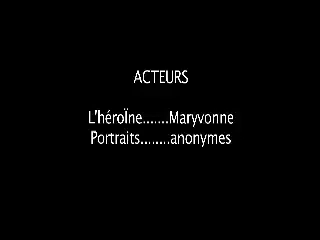 ACTEURS
L'héroÏne.......Maryvonne
Portraits........anonymes